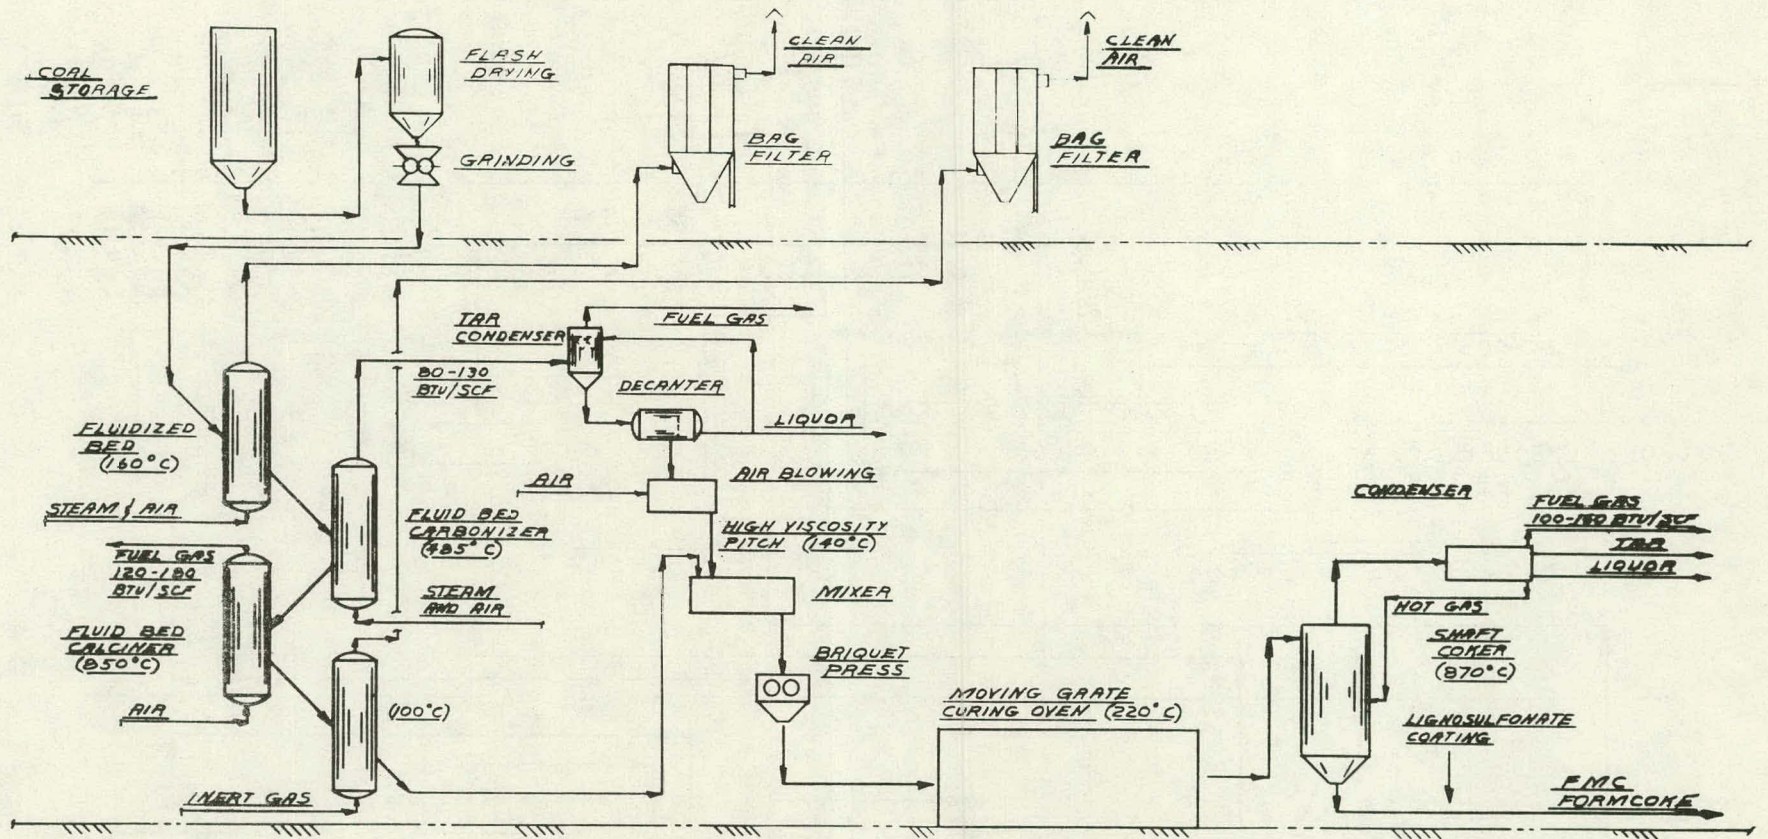 COAL
STORAGE
FLASH
DRYING
GRINDING
CLEAN
AIR
BAG
FILTER
CLEAN
AIR
BAG
FILTER
TAR
CONDENSER
FUEL GAS
80-130
BTU/SCF
DECANTER
LIQUOR
FLUIDIZED
BED
(160°C)
STEAM & AIR
AIR
AIR BLOWING
FLUID BED
CARBONIZER
(485°C)
HIGH VISCOSITY
PITCH (140°C)
FUEL GAS
120-180
BTU/SCF
STEAM
AND AIR
MIXER
FLUID BED
CALCINER
(850°C)
AIR
(100°C)
INERT GAS
BRIQUET
PRESS
MOVING GRATE
CURING OVEN (220°C)
CONDENSER
FUEL GAS
100-150 BTU/SCF
TAR
LIQUOR
HOT GAS
SHAFT
COKER
(870°C)
LIGNOSULFONATE
COATING
FMC
FORMCOKE